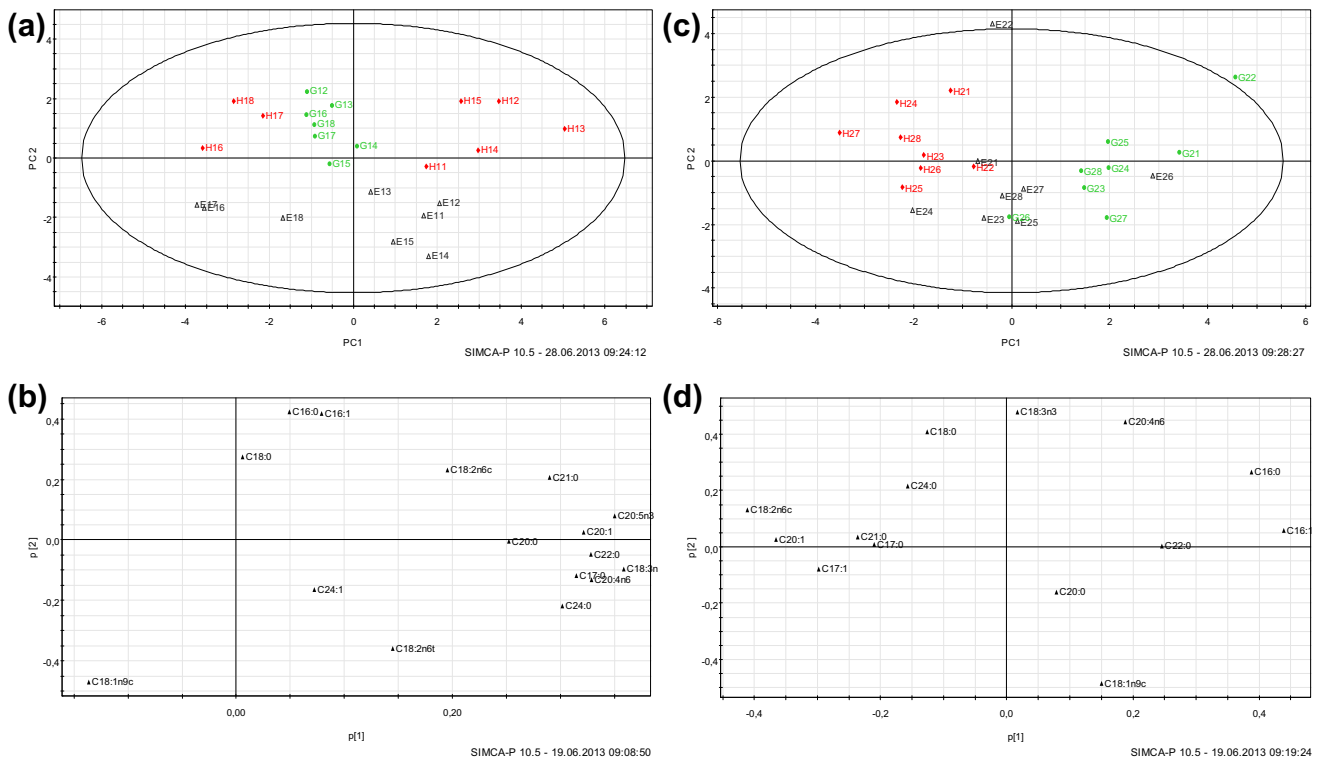 (a)
PC 2
4
2
0
-2
-4
H18
H17
H16
G12
G13
G16
G18
G17
G14
G15
H15
H12
H13
H14
H11
E13
E12
E11
E17
E16
E18
E15
E14
-6
-4
-2
0
2
4
6
PC1
SIMCA-P 10.5 - 28.06.2013 09:24:12
(c)
PC 2
4
2
0
-2
-4
E22
G22
H21
H24
H27
H28
H23
E21
H22
H26
H25
E24
G25
G21
G24
G28
E26
G23
E27
E28
E23
G26
E25
G27
-6
-4
-2
0
2
4
6
PC1
SIMCA-P 10.5 - 28.06.2013 09:28:27
(b)
p[2]
0,4
0,2
0,0
-0,2
-0,4
C16:0
C16:1
C18:0
C18:2n6c
C21:0
C20:5n3
C20:1
C20:0
C22:0
C18:3n
C17:0
C20:4n6
C24:1
C24:0
C18:2n6t
C18:1n9c
0,00
0,20
p[1]
SIMCA-P 10.5 - 19.06.2013 09:08:50
(d)
p[2]
0,4
0,2
0,0
-0,2
-0,4
C18:3n3
C20:4n6
C18:0
C16:0
C24:0
C18:2n6c
C16:1
C20:1
C21:0
C17:0
C22:0
C17:1
C20:0
C18:1n9c
-0,4
-0,2
0,0
0,2
0,4
p[1]
SIMCA-P 10.5 - 19.06.2013 09:19:24